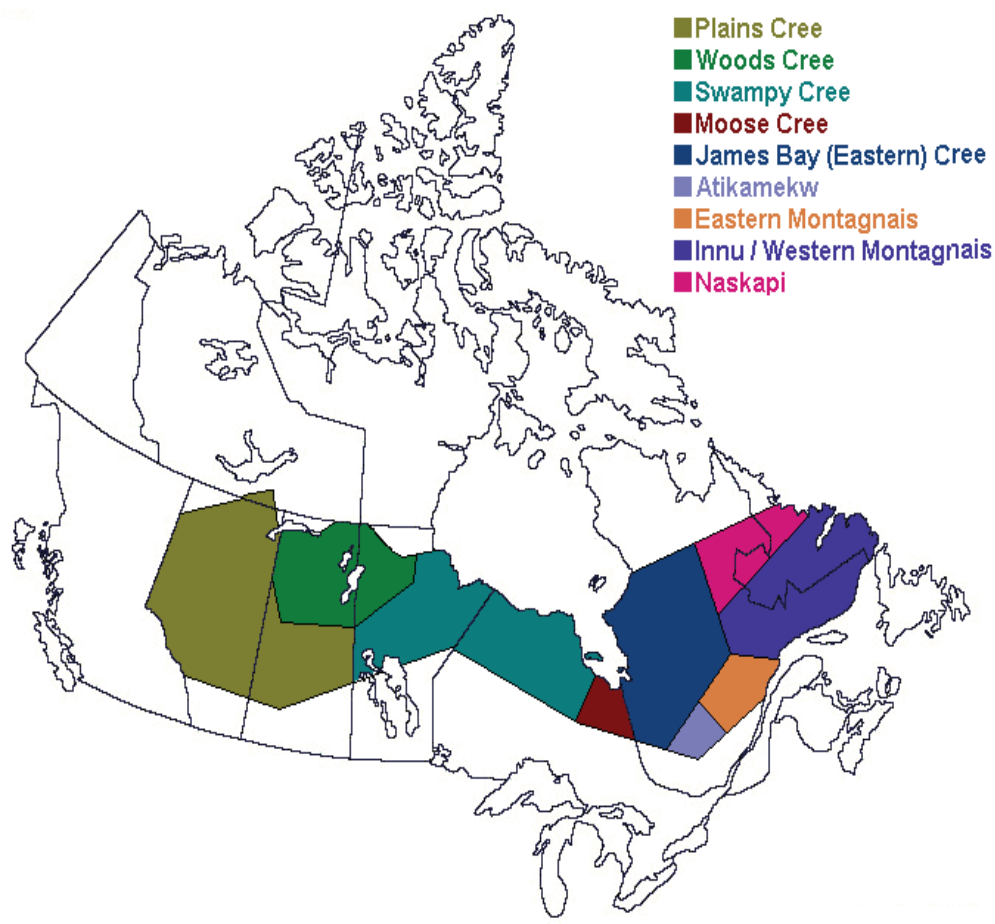 Plains Cree
Woods Cree
Swampy Cree
Moose Cree
James Bay (Eastern) Cree
Atikamekw
Eastern Montagnais
Innu / Western Montagnais
Naskapi